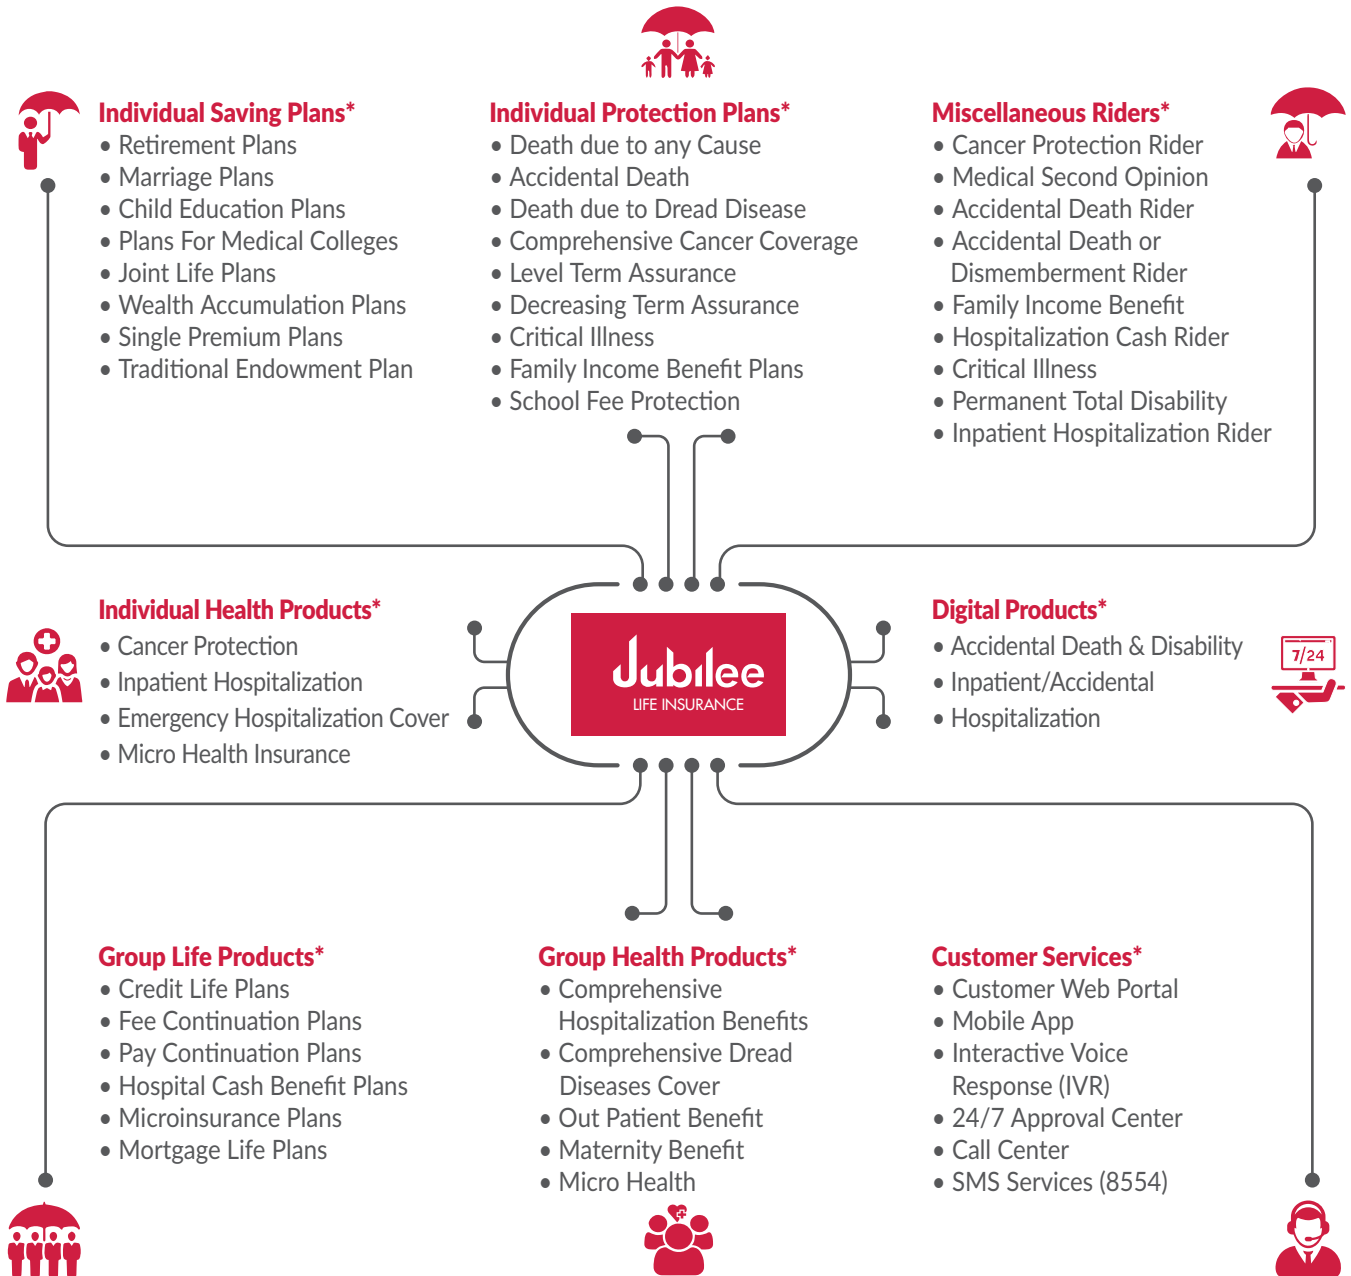 Individual Saving Plans*
• Retirement Plans
• Marriage Plans
• Child Education Plans
• Plans For Medical Colleges
• Joint Life Plans
• Wealth Accumulation Plans
• Single Premium Plans
• Traditional Endowment Plan
Individual Protection Plans*
• Death due to any Cause
• Accidental Death
• Death due to Dread Disease
• Comprehensive Cancer Coverage
• Level Term Assurance
• Decreasing Term Assurance
• Critical Illness
• Family Income Benefit Plans
• School Fee Protection
Miscellaneous Riders*
• Cancer Protection Rider
• Medical Second Opinion
• Accidental Death Rider
• Accidental Death or
Dismemberment Rider
• Family Income Benefit
• Hospitalization Cash Rider
• Critical Illness
• Permanent Total Disability
• Inpatient Hospitalization Rider
Individual Health Products*
• Cancer Protection
• Inpatient Hospitalization
• Emergency Hospitalization Cover
• Micro Health Insurance
Jubilee
LIFE INSURANCE
Digital Products*
• Accidental Death & Disability
• Inpatient/Accidental
• Hospitalization
7/24
Group Life Products*
• Credit Life Plans
• Fee Continuation Plans
• Pay Continuation Plans
• Hospital Cash Benefit Plans
• Microinsurance Plans
• Mortgage Life Plans
Group Health Products*
• Comprehensive
Hospitalization Benefits
• Comprehensive Dread
Diseases Cover
• Out Patient Benefit
• Maternity Benefit
• Micro Health
Customer Services*
• Customer Web Portal
• Mobile App
• Interactive Voice
Response (IVR)
• 24/7 Approval Center
• Call Center
• SMS Services (8554)